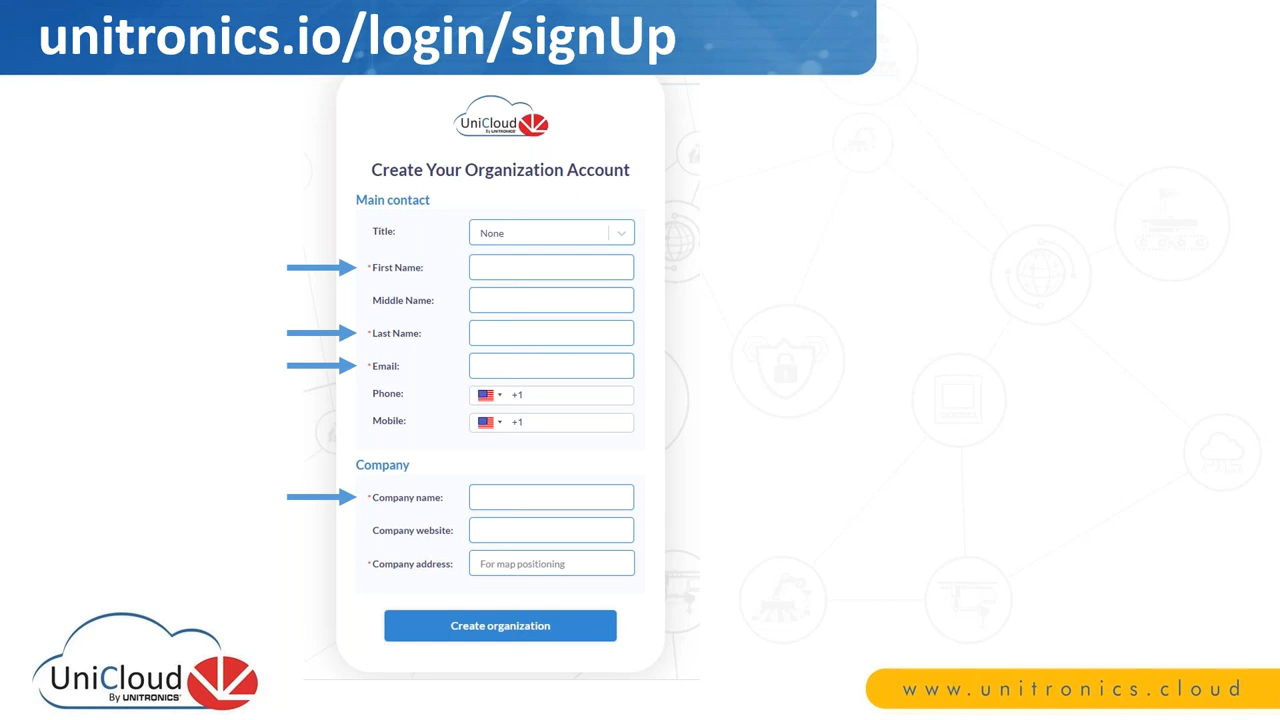 unitronics.io/login/signUp
UniCloud
By UNITRONICS
Create Your Organization Account
Main contact
Title: None
* First Name:
Middle Name:
* Last Name:
* Email:
Phone: +1
Mobile: +1
Company
* Company name:
Company website:
* Company address: For map positioning
Create organization
UniCloud
By UNITRONICS
www.unitronics.cloud